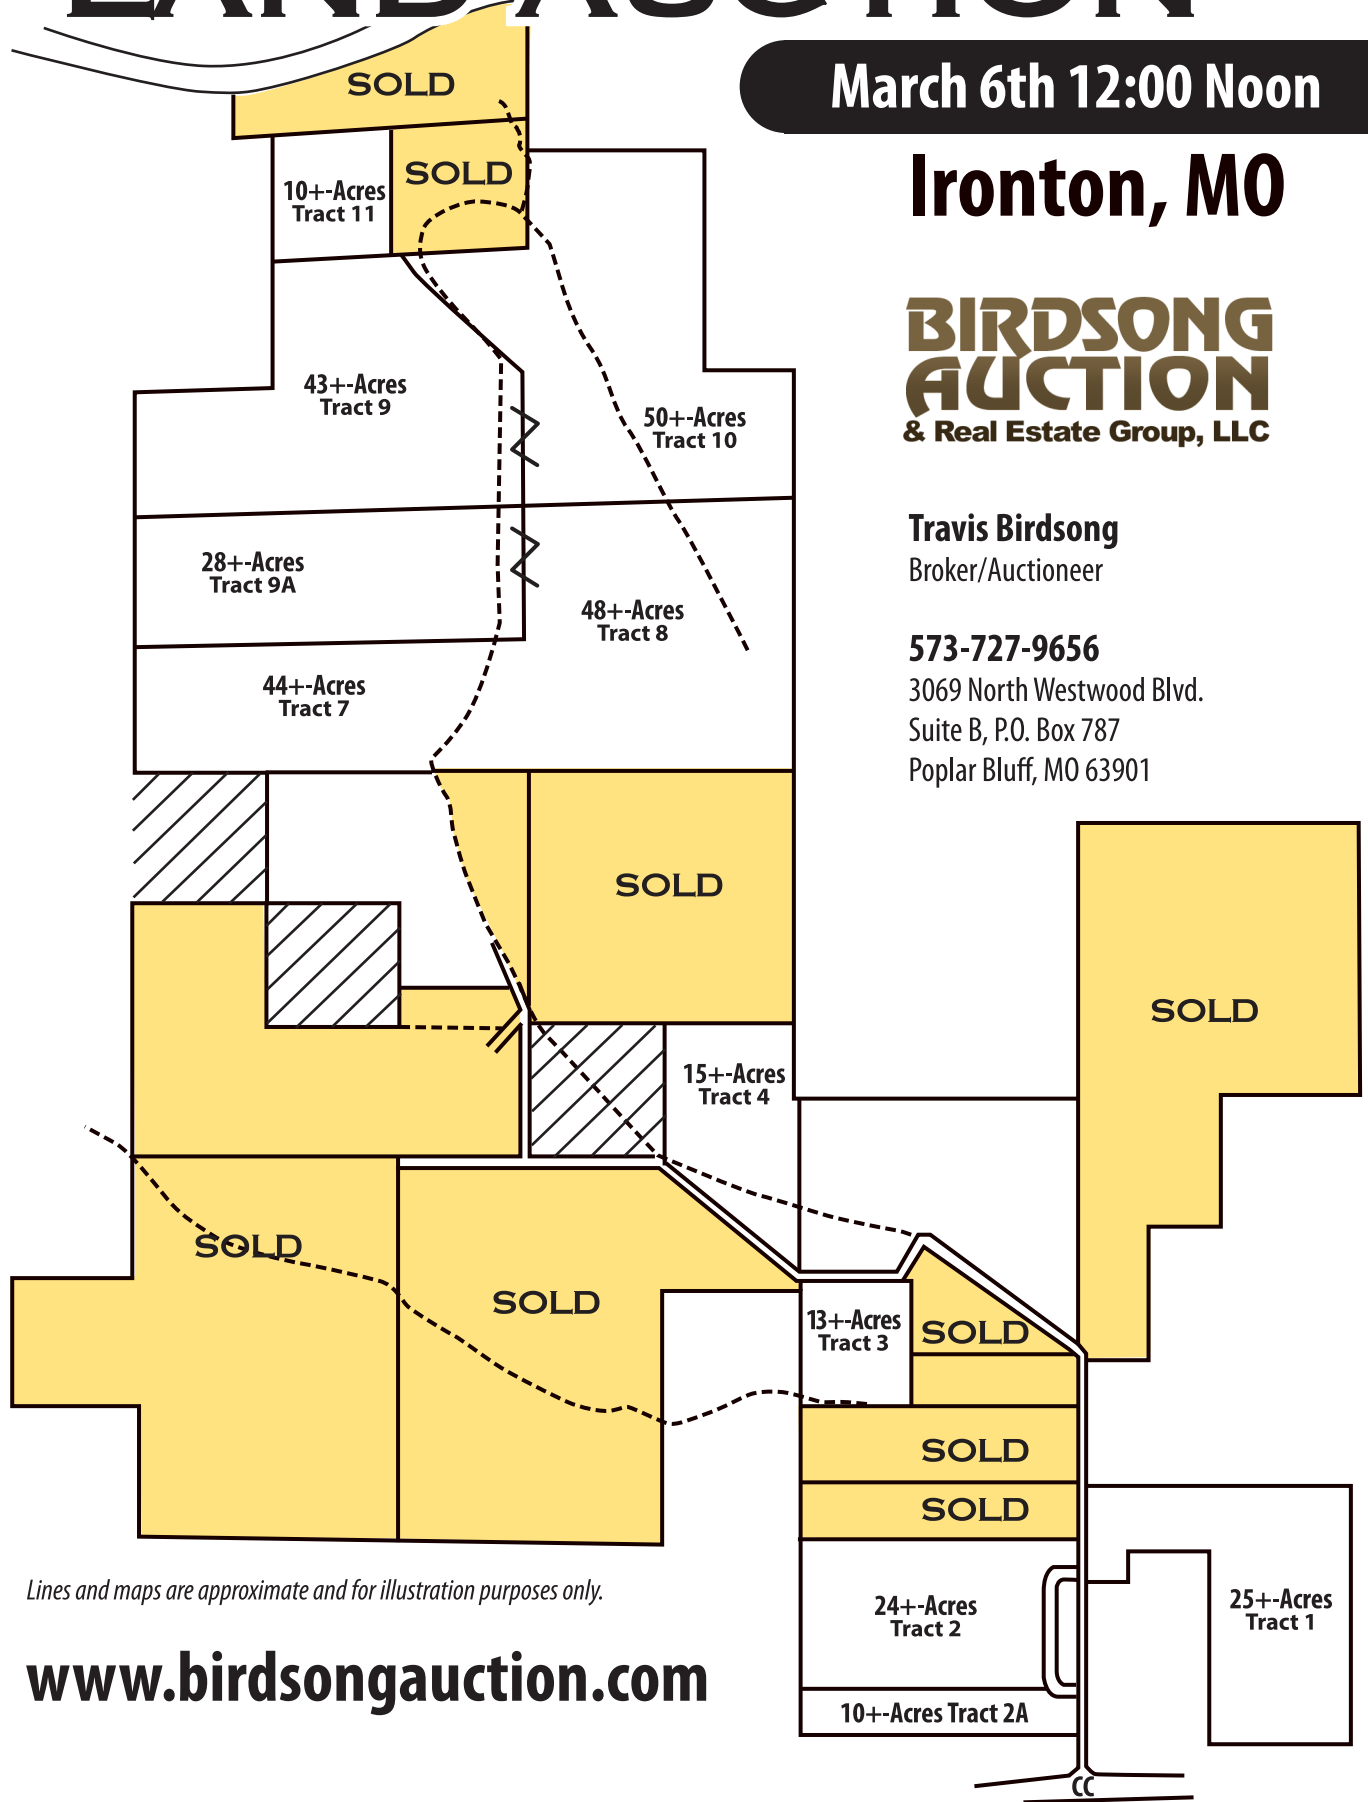 LAND AUCTION
March 6th 12:00 Noon
Ironton, MO
BIRDSONG
AUCTION
& Real Estate Group, LLC
Travis Birdsong
Broker/Auctioneer
573-727-9656
3069 North Westwood Blvd.
Suite B, P.O. Box 787
Poplar Bluff, MO 63901
SOLD
SOLD
10+-Acres
Tract 11
43+-Acres
Tract 9
50+-Acres
Tract 10
28+-Acres
Tract 9A
48+-Acres
Tract 8
44+-Acres
Tract 7
SOLD
SOLD
15+-Acres
Tract 4
SOLD
SOLD
13+-Acres
Tract 3
SOLD
SOLD
SOLD
24+-Acres
Tract 2
25+-Acres
Tract 1
10+-Acres Tract 2A
CC
Lines and maps are approximate and for illustration purposes only.
www.birdsongauction.com